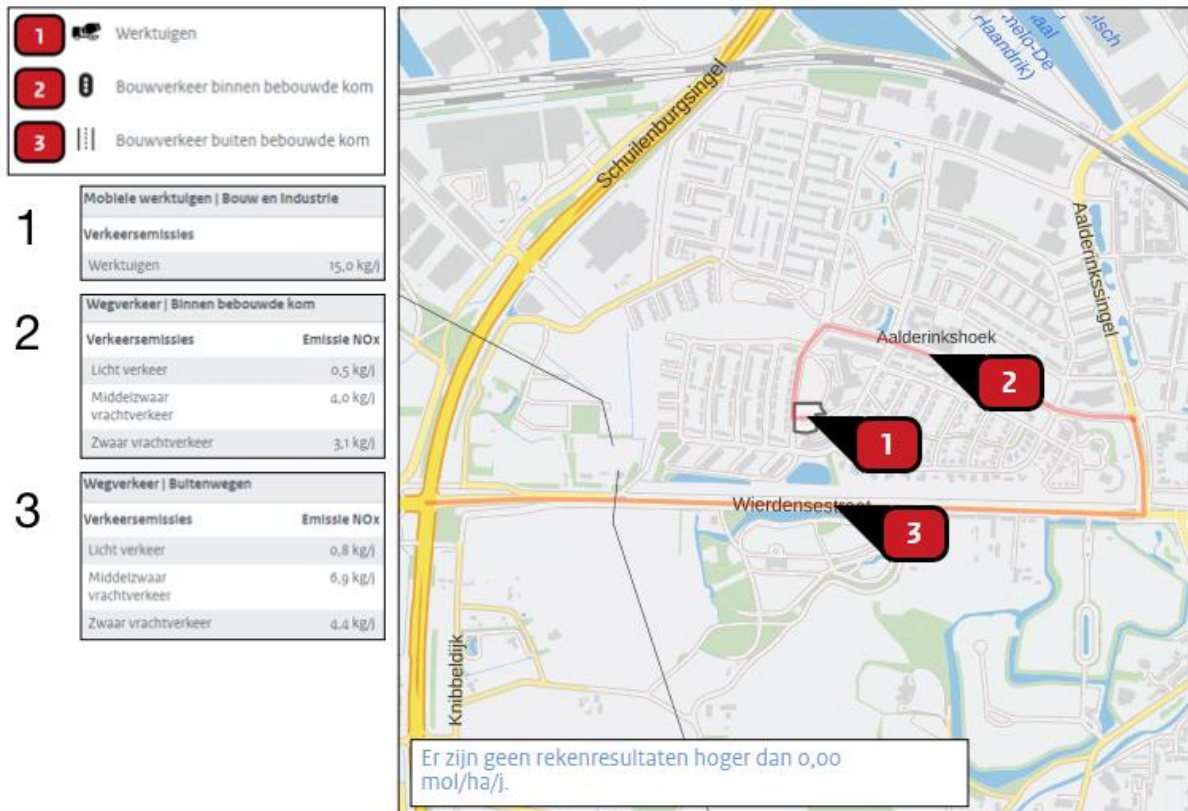 1 Werktuigen
2 Bouwverkeer binnen bebouwde kom
3 Bouwverkeer buiten bebouwde kom
1
Mobiele werktuigen | Bouw en Industrie
Verkeersemissies
Werktuigen 15,0 kg/j
2
Wegverkeer | Binnen bebouwde kom
Verkeersemissies Emissie NOx
Licht verkeer 0,5 kg/j
Middelzwaar 4,0 kg/j
vrachtverkeer
Zwaar vrachtverkeer 3,1 kg/j
3
Wegverkeer | Buitenwegen
Verkeersemissies Emissie NOx
Licht verkeer 0,8 kg/j
Middelzwaar 6,9 kg/j
vrachtverkeer
Zwaar vrachtverkeer 4,4 kg/j
Schuilenburgsingel
nelo-De
Haandrik)
Aalderinkssingel
Aalderinkshoek
2
1
Wierdensestraat
3
Knibbeldijk
Er zijn geen rekenresultaten hoger dan 0,00
mol/ha/j.